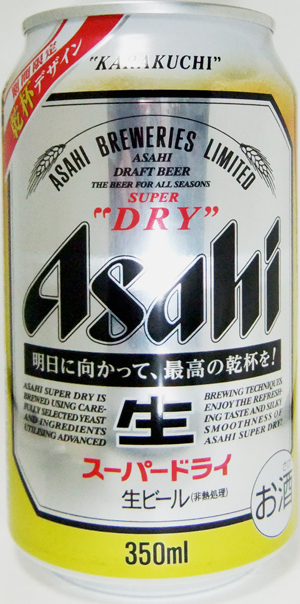 期間限定
乾杯デザイン
"KARAKUCHI"
ASAHI BREWERIES LIMITED
ASAHI
DRAFT BEER
THE BEER FOR ALL SEASONS
SUPER
"DRY"
Asahi
明日に向かって、最高の乾杯を!
ASAHI SUPER DRY IS
BREWED USING CARE-
FULLY SELECTED YEAST
AND INGREDIENTS
UTILISING ADVANCED
BREWING TECHNIQUES.
ENJOY THE REFRESH-
ING TASTE AND SILKY
SMOOTHNESS OF
ASAHI SUPER DRY.
生
スーパードライ
生ビール(非熱処理)
お酒
350ml